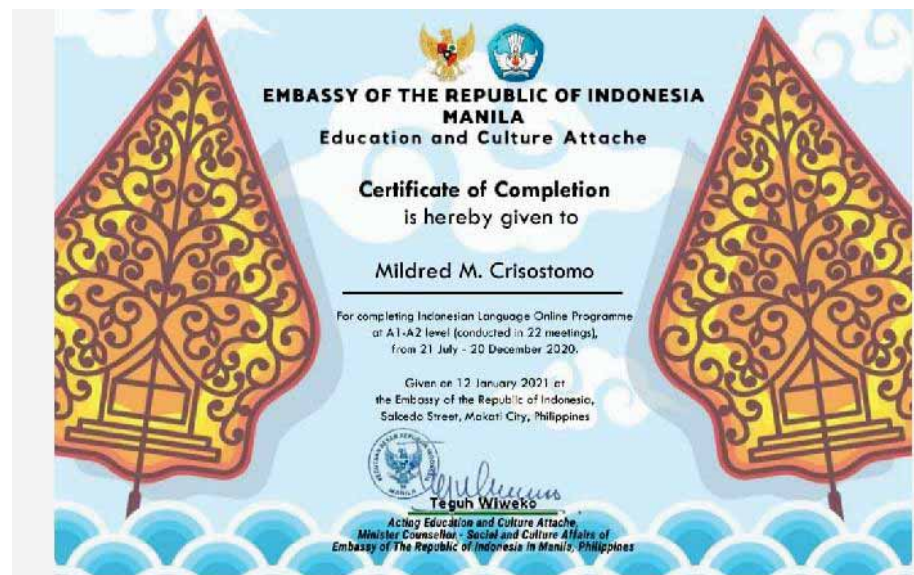 EMBASSY OF THE REPUBLIC OF INDONESIA
MANILA
Education and Culture Attache
Certificate of Completion
is hereby given to
Mildred M. Crisostomo
For completing Indonesian Language Online Programme
at A1-A2 level (conducted in 22 meetings),
from 21 July - 20 December 2020.
Given on 12 January 2021 at
the Embassy of the Republic of Indonesia,
Salcedo Street, Makati City, Philippines
KEDUTAAN BESAR REPUBLIK INDONESIA
MANILA
Teguh Wiweko
Acting Education and Culture Attache,
Minister Counsellor - Social and Culture Affairs of
Embassy of The Republic of Indonesia in Manila, Philippines